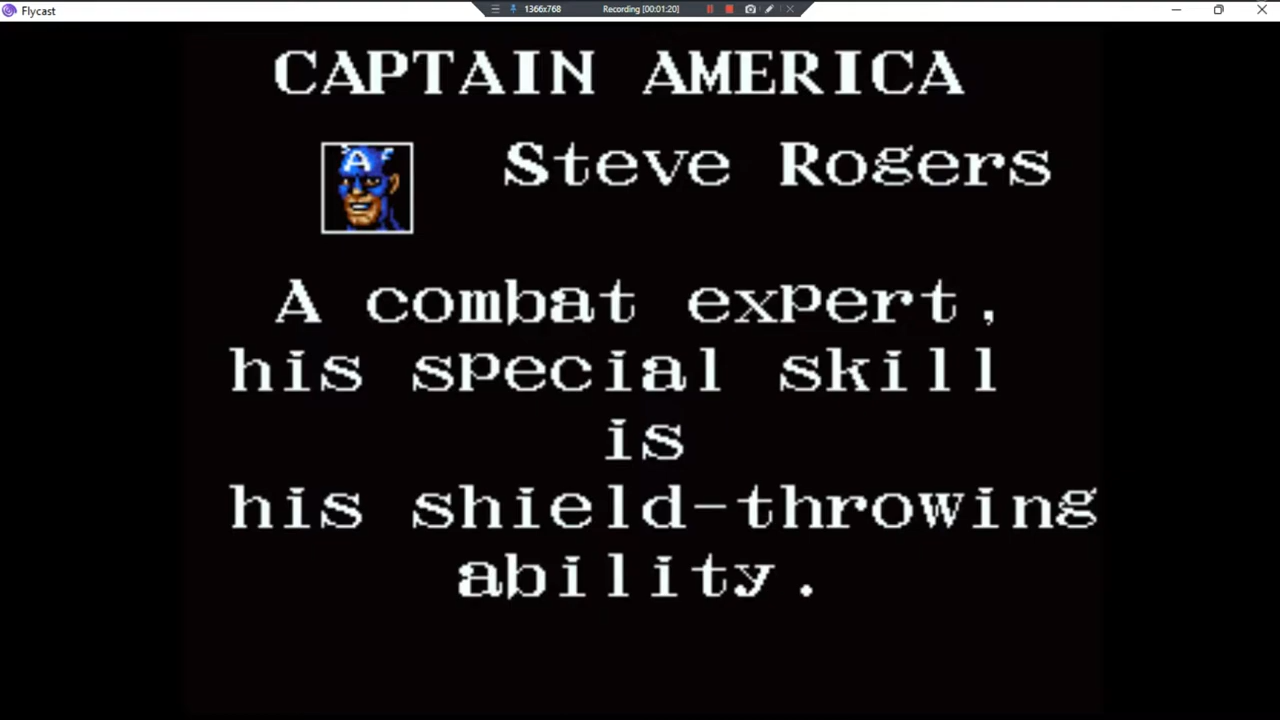 Flycast
1366x768
Recording [00:01:20]
CAPTAIN AMERICA
A
Steve Rogers
A combat expert,
his special skill
is
his shield-throwing
ability.